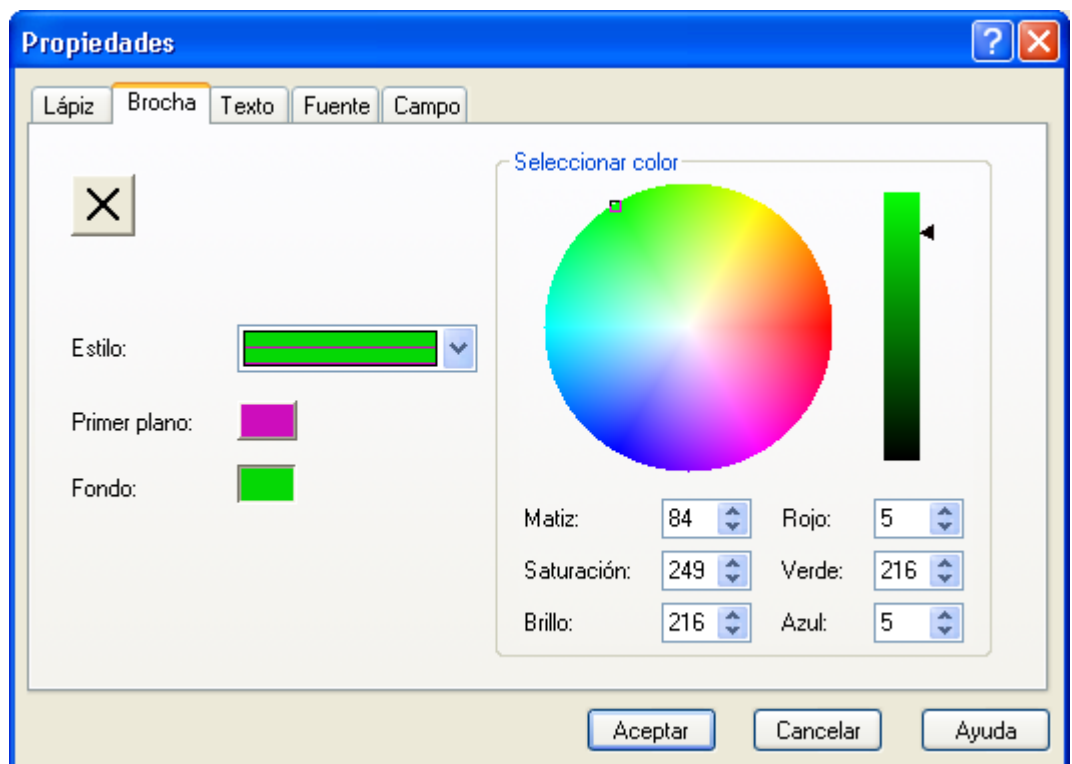 Propiedades
Lápiz Brocha Texto Fuente Campo
Seleccionar color
Estilo:
Primer plano:
Fondo:
Matiz: 84 Rojo: 5
Saturación: 249 Verde: 216
Brillo: 216 Azul: 5
Aceptar Cancelar Ayuda